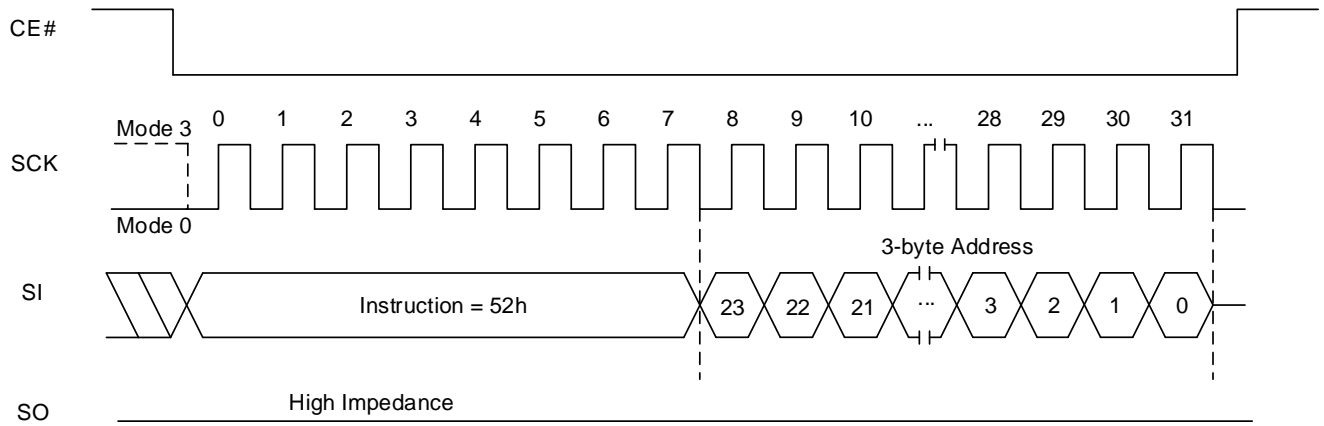 CE#
0 1 2 3 4 5 6 7 8 9 10 ... 28 29 30 31
Mode 3
SCK
Mode 0
3-byte Address
SI
Instruction = 52h 23 22 21 ... 3 2 1 0
High Impedance
SO